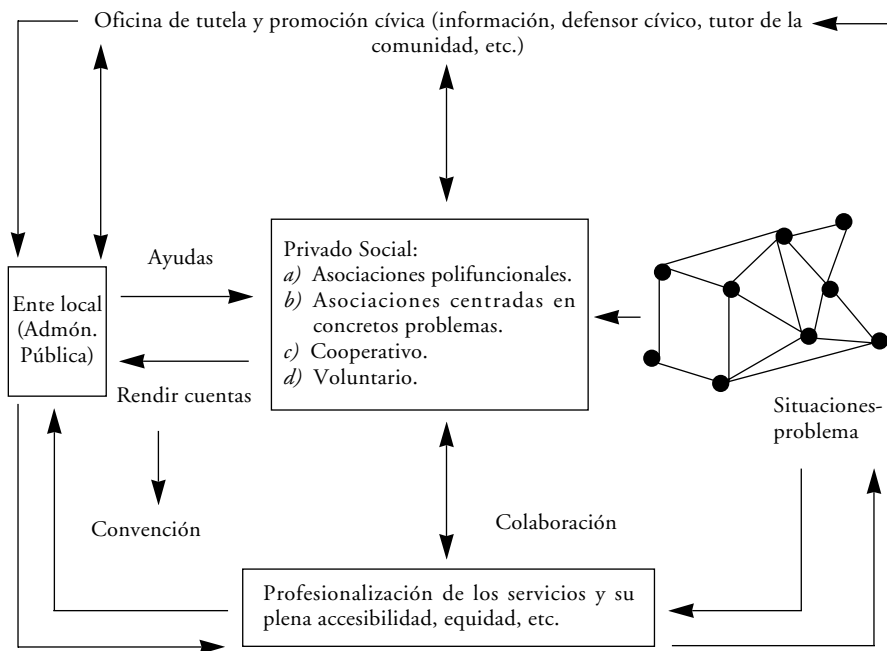 Oficina de tutela y promoción cívica (información, defensor cívico, tutor de la
comunidad, etc.)
Privado Social:
a) Asociaciones polifuncionales.
b) Asociaciones centradas en
concretos problemas.
c) Cooperativo.
d) Voluntario.
Ayudas
Ente local
(Admón.
Pública)
Rendir cuentas
Situaciones-
problema
Convención
Colaboración
Profesionalización de los servicios y su
plena accesibilidad, equidad, etc.